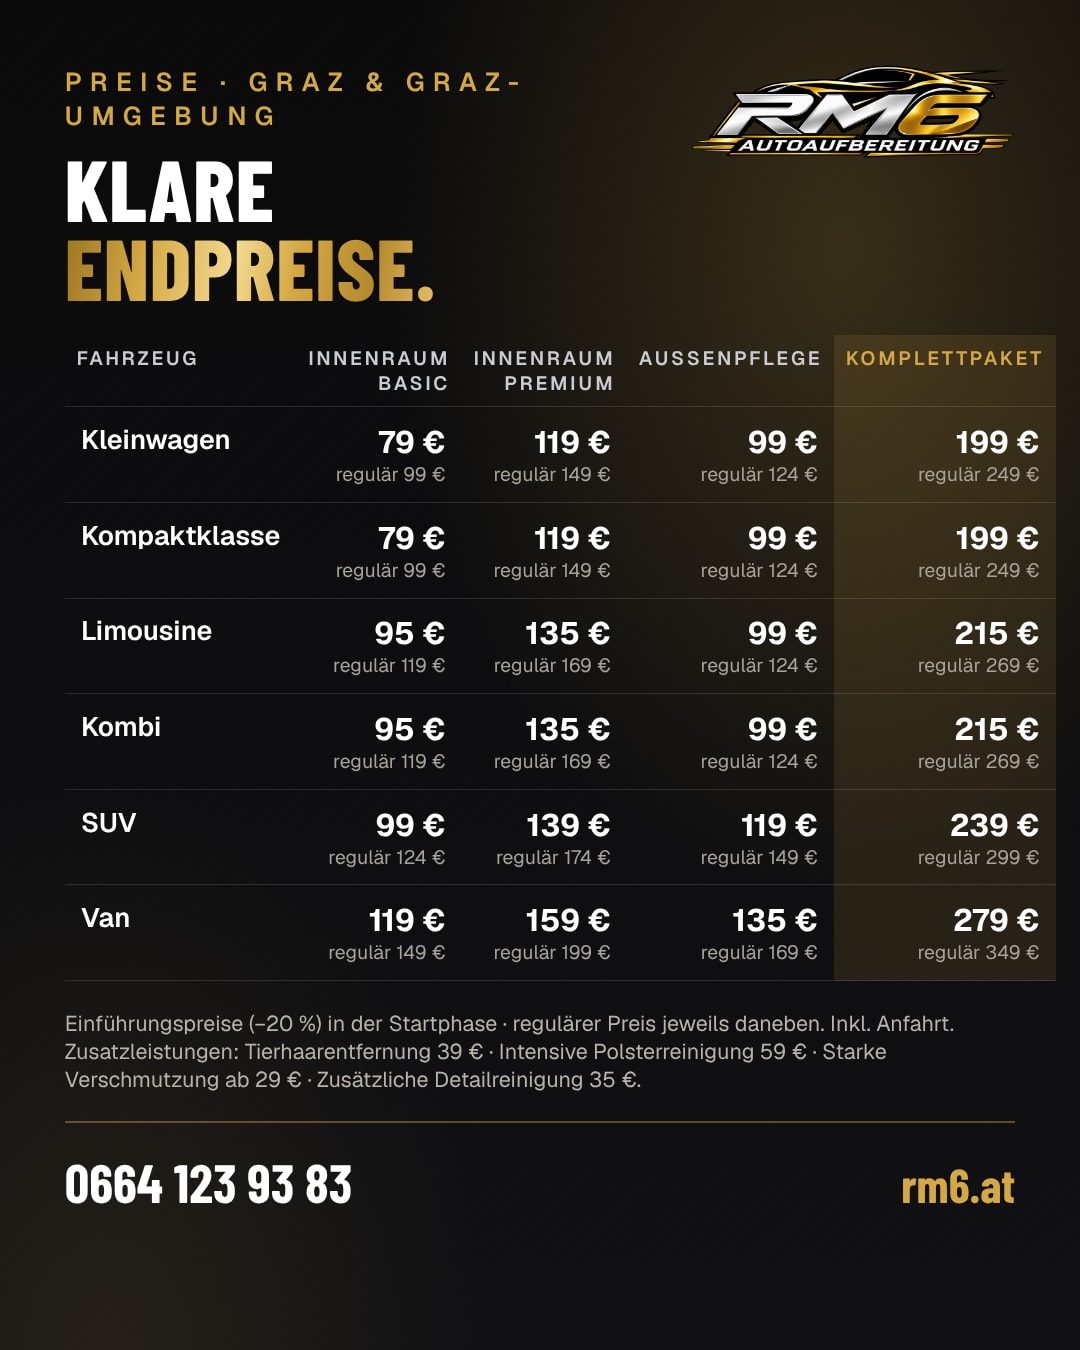 PREISE · GRAZ & GRAZ-
UMGEBUNG
RM6
AUTOAUFBEREITUNG
KLARE
ENDPREISE.
FAHRZEUG INNENRAUM BASIC INNENRAUM PREMIUM AUSSENPFLEGE KOMPLETTPAKET
Kleinwagen 79 € 119 € 99 € 199 €
regulär 99 € regulär 149 € regulär 124 € regulär 249 €
Kompaktklasse 79 € 119 € 99 € 199 €
regulär 99 € regulär 149 € regulär 124 € regulär 249 €
Limousine 95 € 135 € 99 € 215 €
regulär 119 € regulär 169 € regulär 124 € regulär 269 €
Kombi 95 € 135 € 99 € 215 €
regulär 119 € regulär 169 € regulär 124 € regulär 269 €
SUV 99 € 139 € 119 € 239 €
regulär 124 € regulär 174 € regulär 149 € regulär 299 €
Van 119 € 159 € 135 € 279 €
regulär 149 € regulär 199 € regulär 169 € regulär 349 €
Einführungspreise (−20 %) in der Startphase · regulärer Preis jeweils daneben. Inkl. Anfahrt.
Zusatzleistungen: Tierhaarentfernung 39 € · Intensive Polsterreinigung 59 € · Starke
Verschmutzung ab 29 € · Zusätzliche Detailreinigung 35 €.
0664 123 93 83
rm6.at